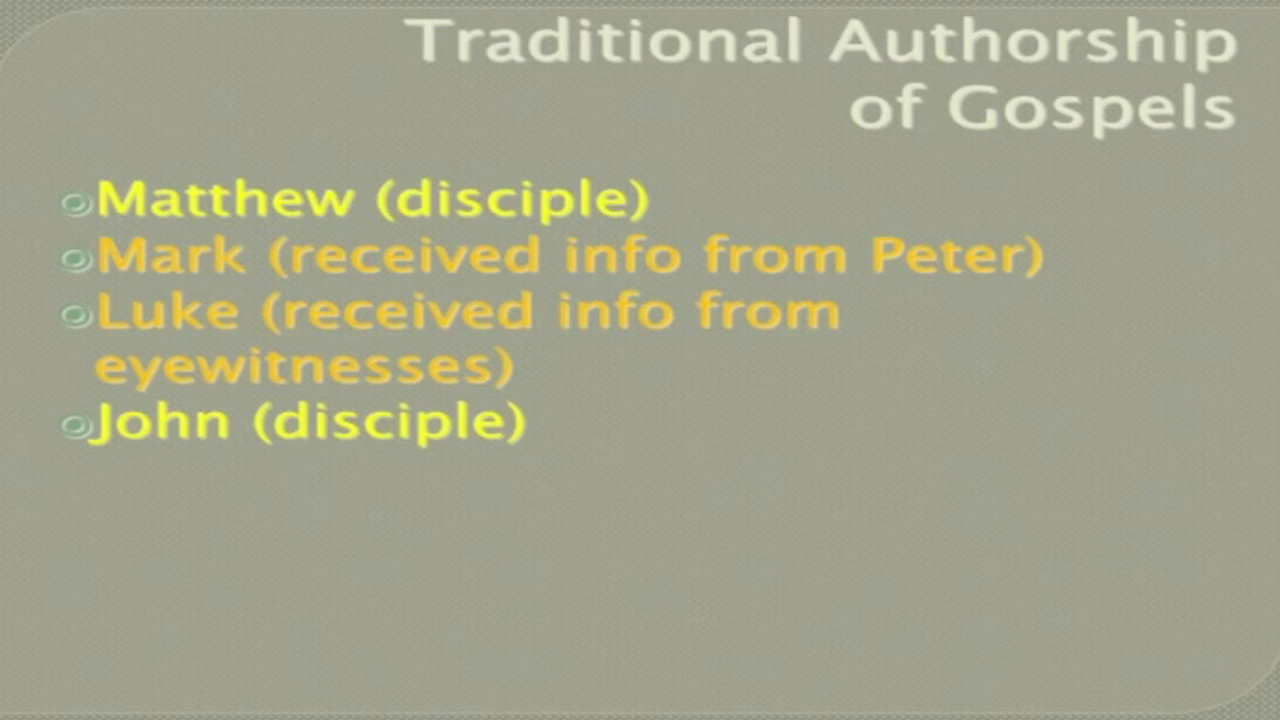 Traditional Authorship
of Gospels
Matthew (disciple)
Mark (received info from Peter)
Luke (received info from
eyewitnesses)
John (disciple)